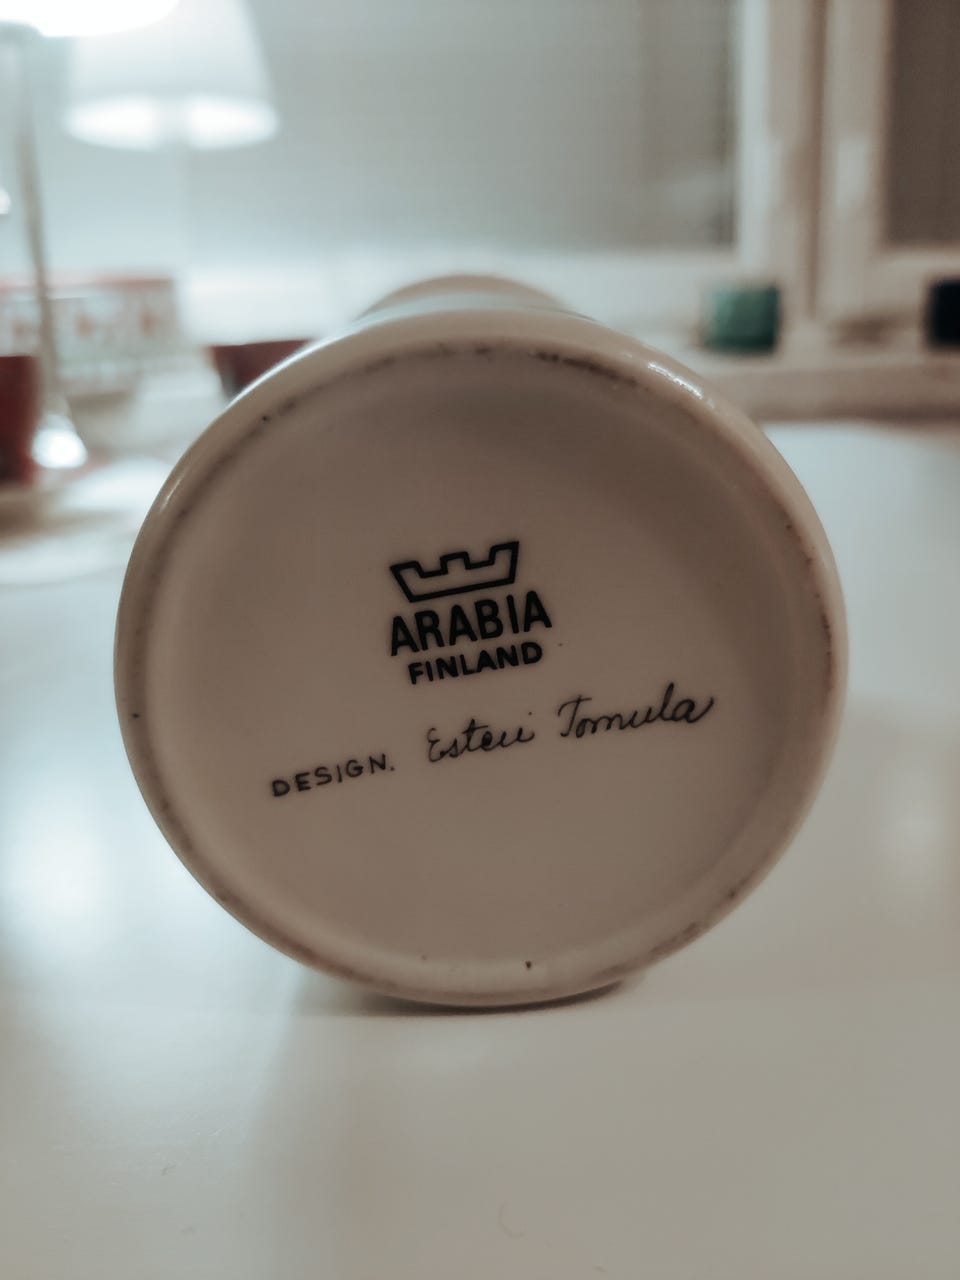 ARABIA
FINLAND
DESIGN. Esteri Tomula